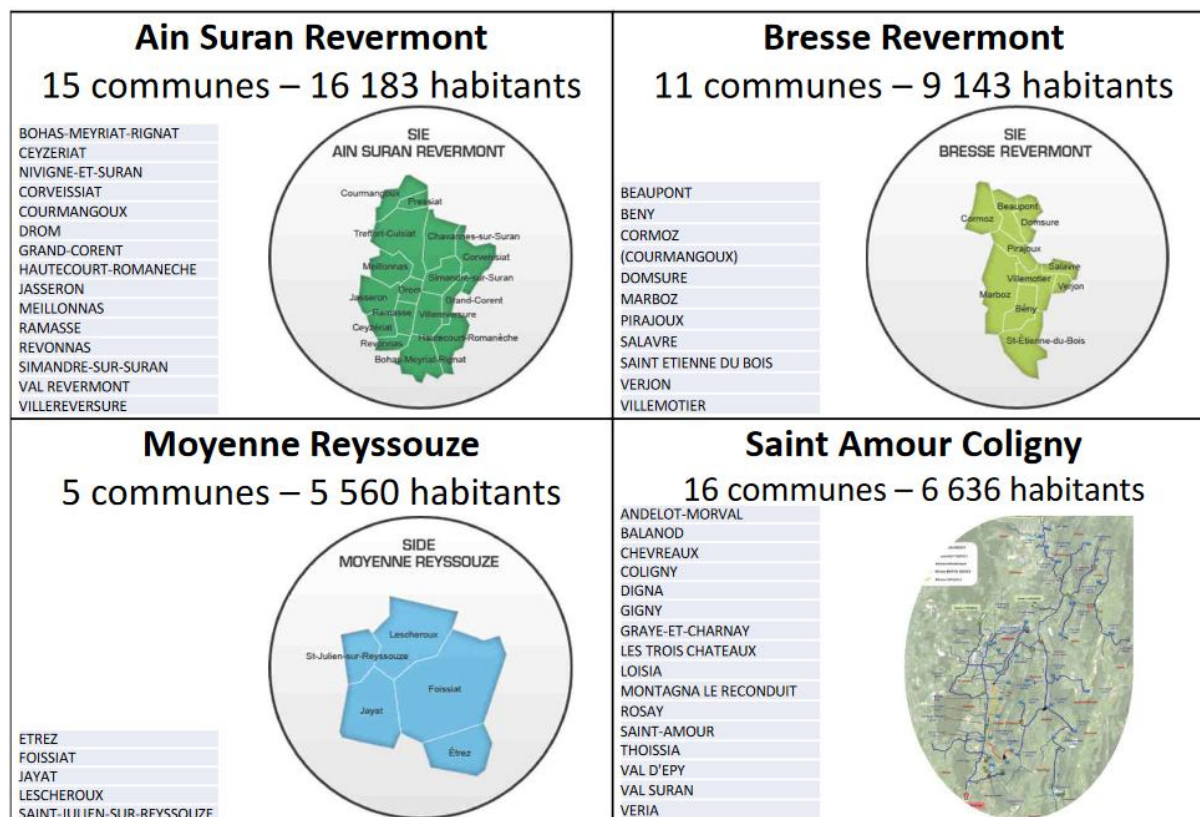 Ain Suran Revermont
15 communes – 16 183 habitants
BOHAS-MEYRIAT-RIGNAT
CEYZERIAT
NIVIGNE-ET-SURAN
CORVEISSIAT
COURMANGOUX
DROM
GRAND-CORENT
HAUTECOURT-ROMANECHE
JASSERON
MEILLONNAS
RAMASSE
REVONNAS
SIMANDRE-SUR-SURAN
VAL REVERMONT
VILLEREVERSURE
SIE
AIN SURAN REVERMONT
Courmangoux
Pressiat
Treffort-Cuisiat
Chavannes-sur-Suran
Corveissiat
Meillonnas
Simandre-sur-Suran
Drom
Jasseron
Grand-Corent
Ramasse
Villereversure
Ceyzériat
Hautecourt-Romanèche
Revonnas
Bohas-Meyriat-Rignat
Bresse Revermont
11 communes – 9 143 habitants
BEAUPONT
BENY
CORMOZ
(COURMANGOUX)
DOMSURE
MARBOZ
PIRAJOUX
SALAVRE
SAINT ETIENNE DU BOIS
VERJON
VILLEMOTIER
SIE
BRESSE REVERMONT
Beaupont
Cormoz
Domsure
Pirajoux
Salavre
Villemotier
Verjon
Marboz
Bény
St-Étienne-du-Bois
Moyenne Reyssouze
5 communes – 5 560 habitants
ETREZ
FOISSIAT
JAYAT
LESCHEROUX
SAINT-JULIEN-SUR-REYSSOUZE
SIDE
MOYENNE REYSSOUZE
Lescheroux
St-Julien-sur-Reyssouze
Foissiat
Jayat
Étrez
Saint Amour Coligny
16 communes – 6 636 habitants
ANDELOT-MORVAL
BALANOD
CHEVREAUX
COLIGNY
DIGNA
GIGNY
GRAYE-ET-CHARNAY
LES TROIS CHATEAUX
LOISIA
MONTAGNA LE RECONDUIT
ROSAY
SAINT-AMOUR
THOISSIA
VAL D'EPY
VAL SURAN
VERIA